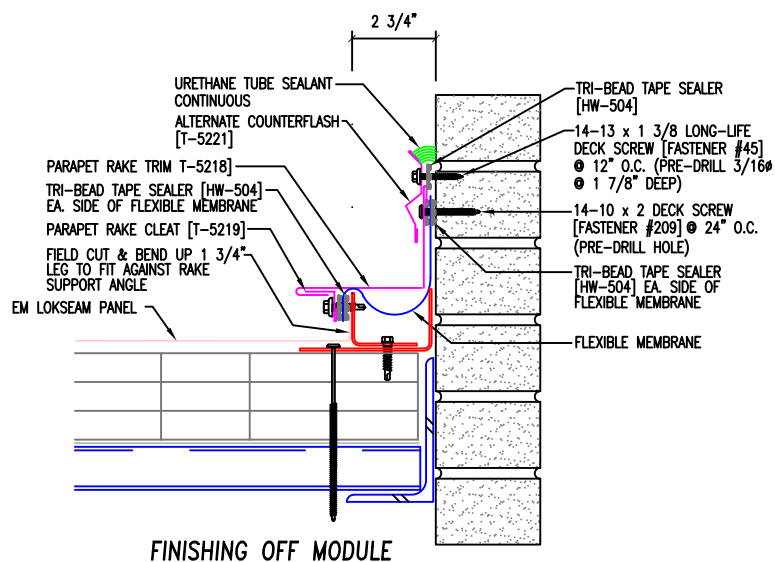 2 3/4"
URETHANE TUBE SEALANT
CONTINUOUS
ALTERNATE COUNTERFLASH
[T-5221]
PARAPET RAKE TRIM T-5218]
TRI-BEAD TAPE SEALER [HW-504]
EA. SIDE OF FLEXIBLE MEMBRANE
PARAPET RAKE CLEAT [T-5219]
FIELD CUT & BEND UP 1 3/4"
LEG TO FIT AGAINST RAKE
SUPPORT ANGLE
EM LOKSEAM PANEL
TRI-BEAD TAPE SEALER
[HW-504]
14-13 x 1 3/8 LONG-LIFE
DECK SCREW [FASTENER #45]
@ 12" O.C. (PRE-DRILL 3/16ø
@ 1 7/8" DEEP)
14-10 x 2 DECK SCREW
[FASTENER #209] @ 24" O.C.
(PRE-DRILL HOLE)
TRI-BEAD TAPE SEALER
[HW-504] EA. SIDE OF
FLEXIBLE MEMBRANE
FLEXIBLE MEMBRANE
FINISHING OFF MODULE